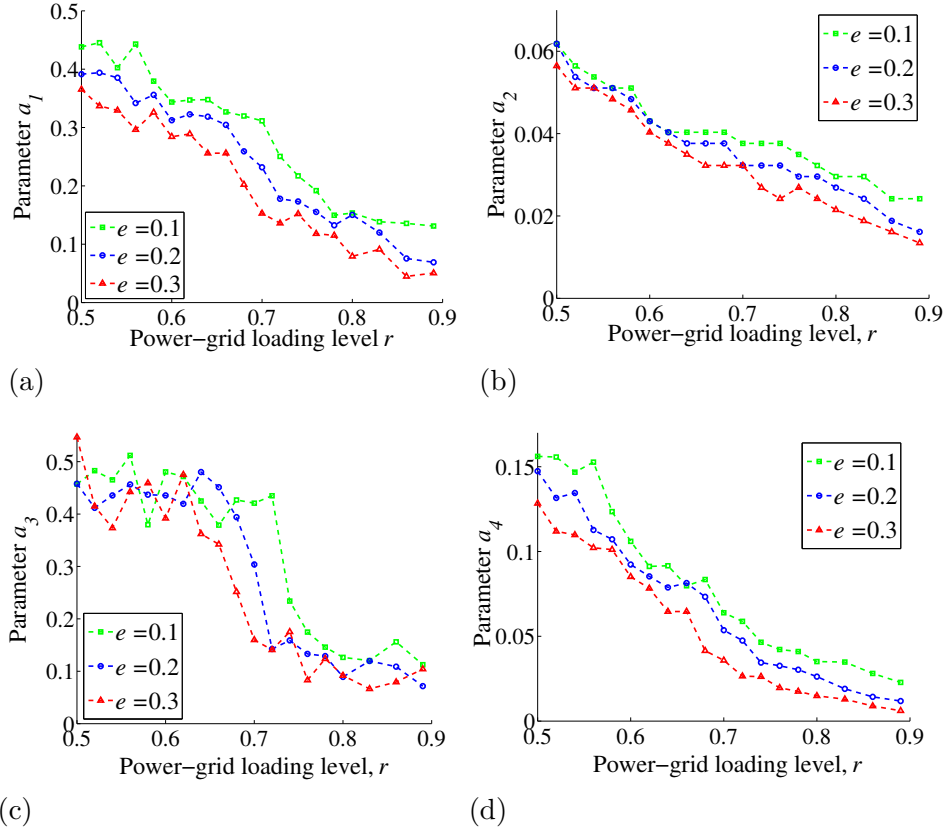 0.5
0.4
0.3
0.2
0.1
0
Parameter a1
e =0.1
e =0.2
e =0.3
0.5 0.6 0.7 0.8 0.9
Power−grid loading level r
(a)
0.06
0.04
0.02
0
Parameter a2
e =0.1
e =0.2
e =0.3
0.5 0.6 0.7 0.8 0.9
Power−grid loading level, r
(b)
0.5
0.4
0.3
0.2
0.1
0
Parameter a3
e =0.1
e =0.2
e =0.3
0.5 0.6 0.7 0.8 0.9
Power−grid loading level, r
(c)
0.15
0.1
0.05
0
Parameter a4
e =0.1
e =0.2
e =0.3
0.5 0.6 0.7 0.8 0.9
Power−grid loading level, r
(d)